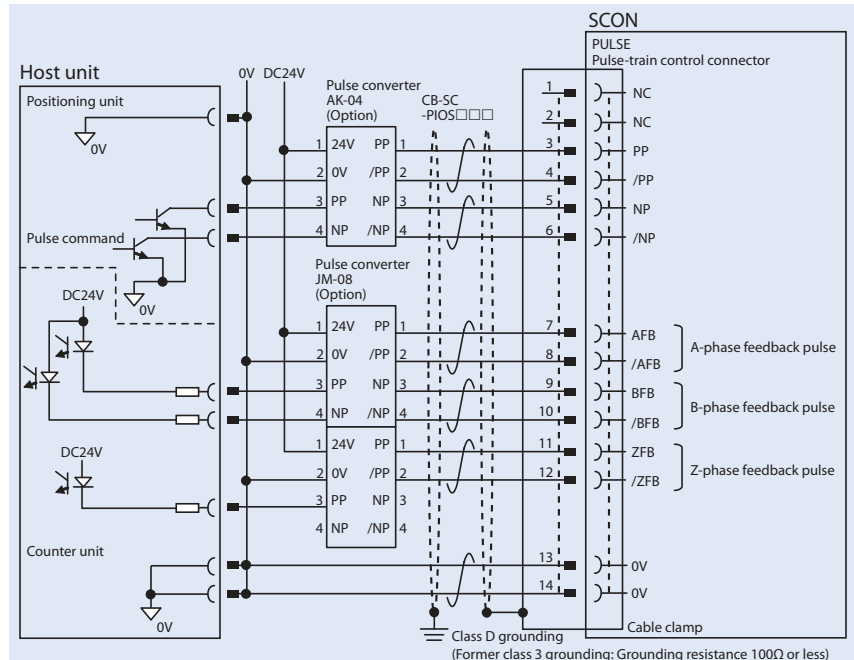 SCON
PULSE
Pulse-train control connector
Host unit
0V DC24V
Positioning unit
0V
Pulse command
0V
DC24V
DC24V
Counter unit
0V
Pulse converter
AK-04
(Option)
CB-SC
-PIOS□□□
1 24V PP 1
2 0V /PP 2
3 PP NP 3
4 NP /NP 4
Pulse converter
JM-08
(Option)
1 24V PP 1
2 0V /PP 2
3 PP NP 3
4 NP /NP 4
1 24V PP 1
2 0V /PP 2
3 PP NP 3
4 NP /NP 4
1 NC
2 NC
3 PP
4 /PP
5 NP
6 /NP
7 AFB
8 /AFB
A-phase feedback pulse
9 BFB
10 /BFB
B-phase feedback pulse
11 ZFB
12 /ZFB
Z-phase feedback pulse
13 0V
14 0V
Cable clamp
Class D grounding
(Former class 3 grounding: Grounding resistance 100Ω or less)